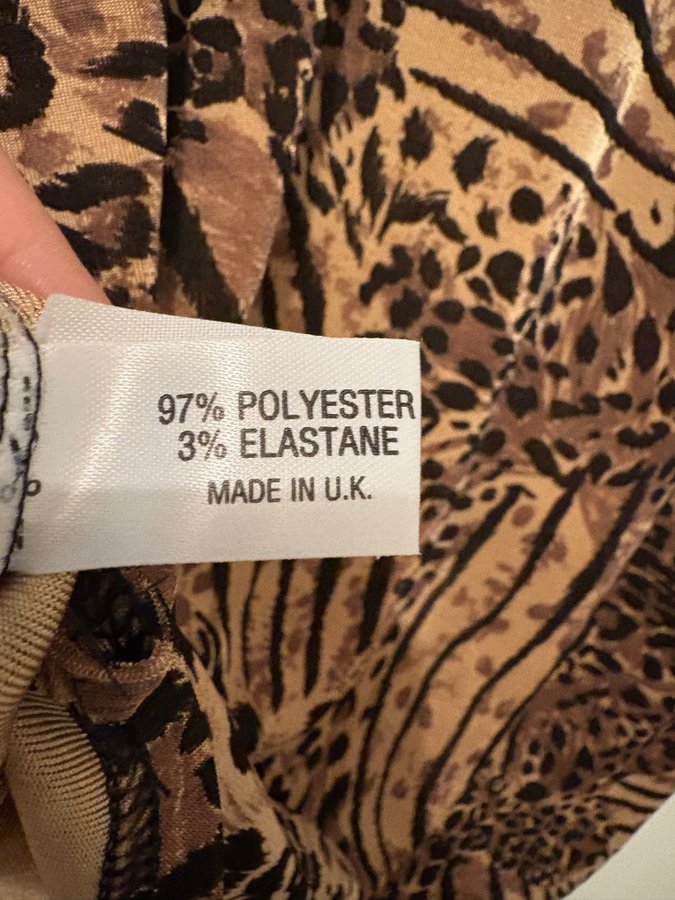 97% POLYESTER
3% ELASTANE
MADE IN U.K.